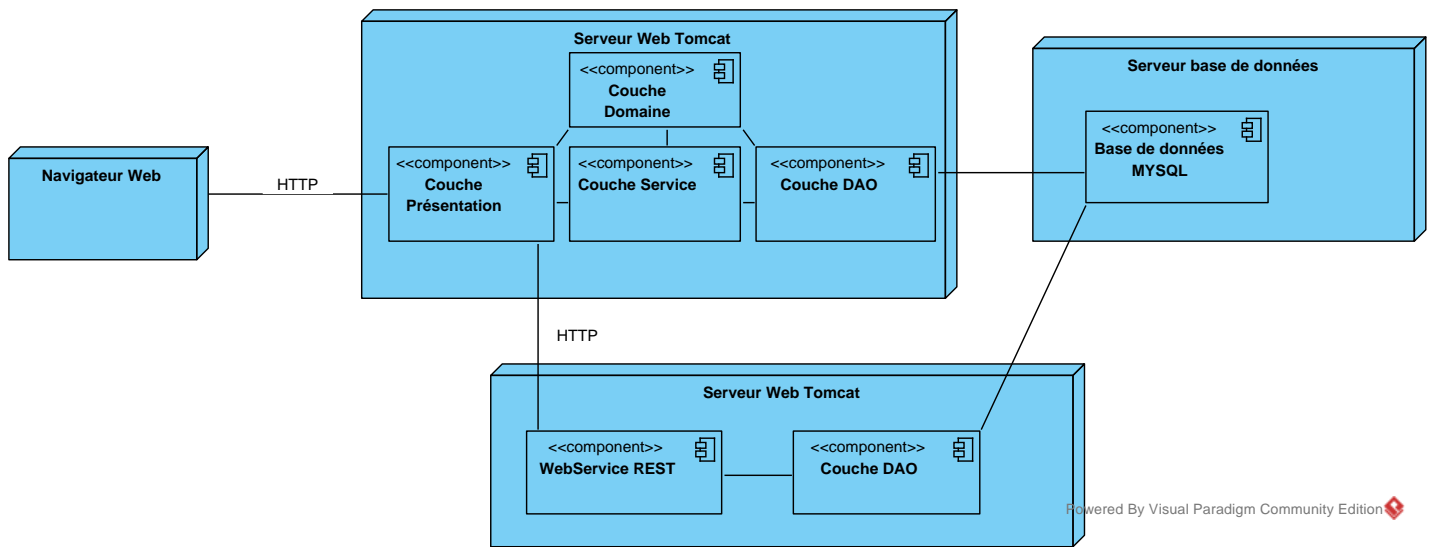 Serveur Web Tomcat
<<component>>
Couche
Domaine
Serveur base de données
<<component>>
Base de données
MYSQL
Navigateur Web
HTTP
<<component>>
Couche
Présentation
<<component>>
Couche Service
<<component>>
Couche DAO
HTTP
Serveur Web Tomcat
<<component>>
WebService REST
<<component>>
Couche DAO
Powered By Visual Paradigm Community Edition